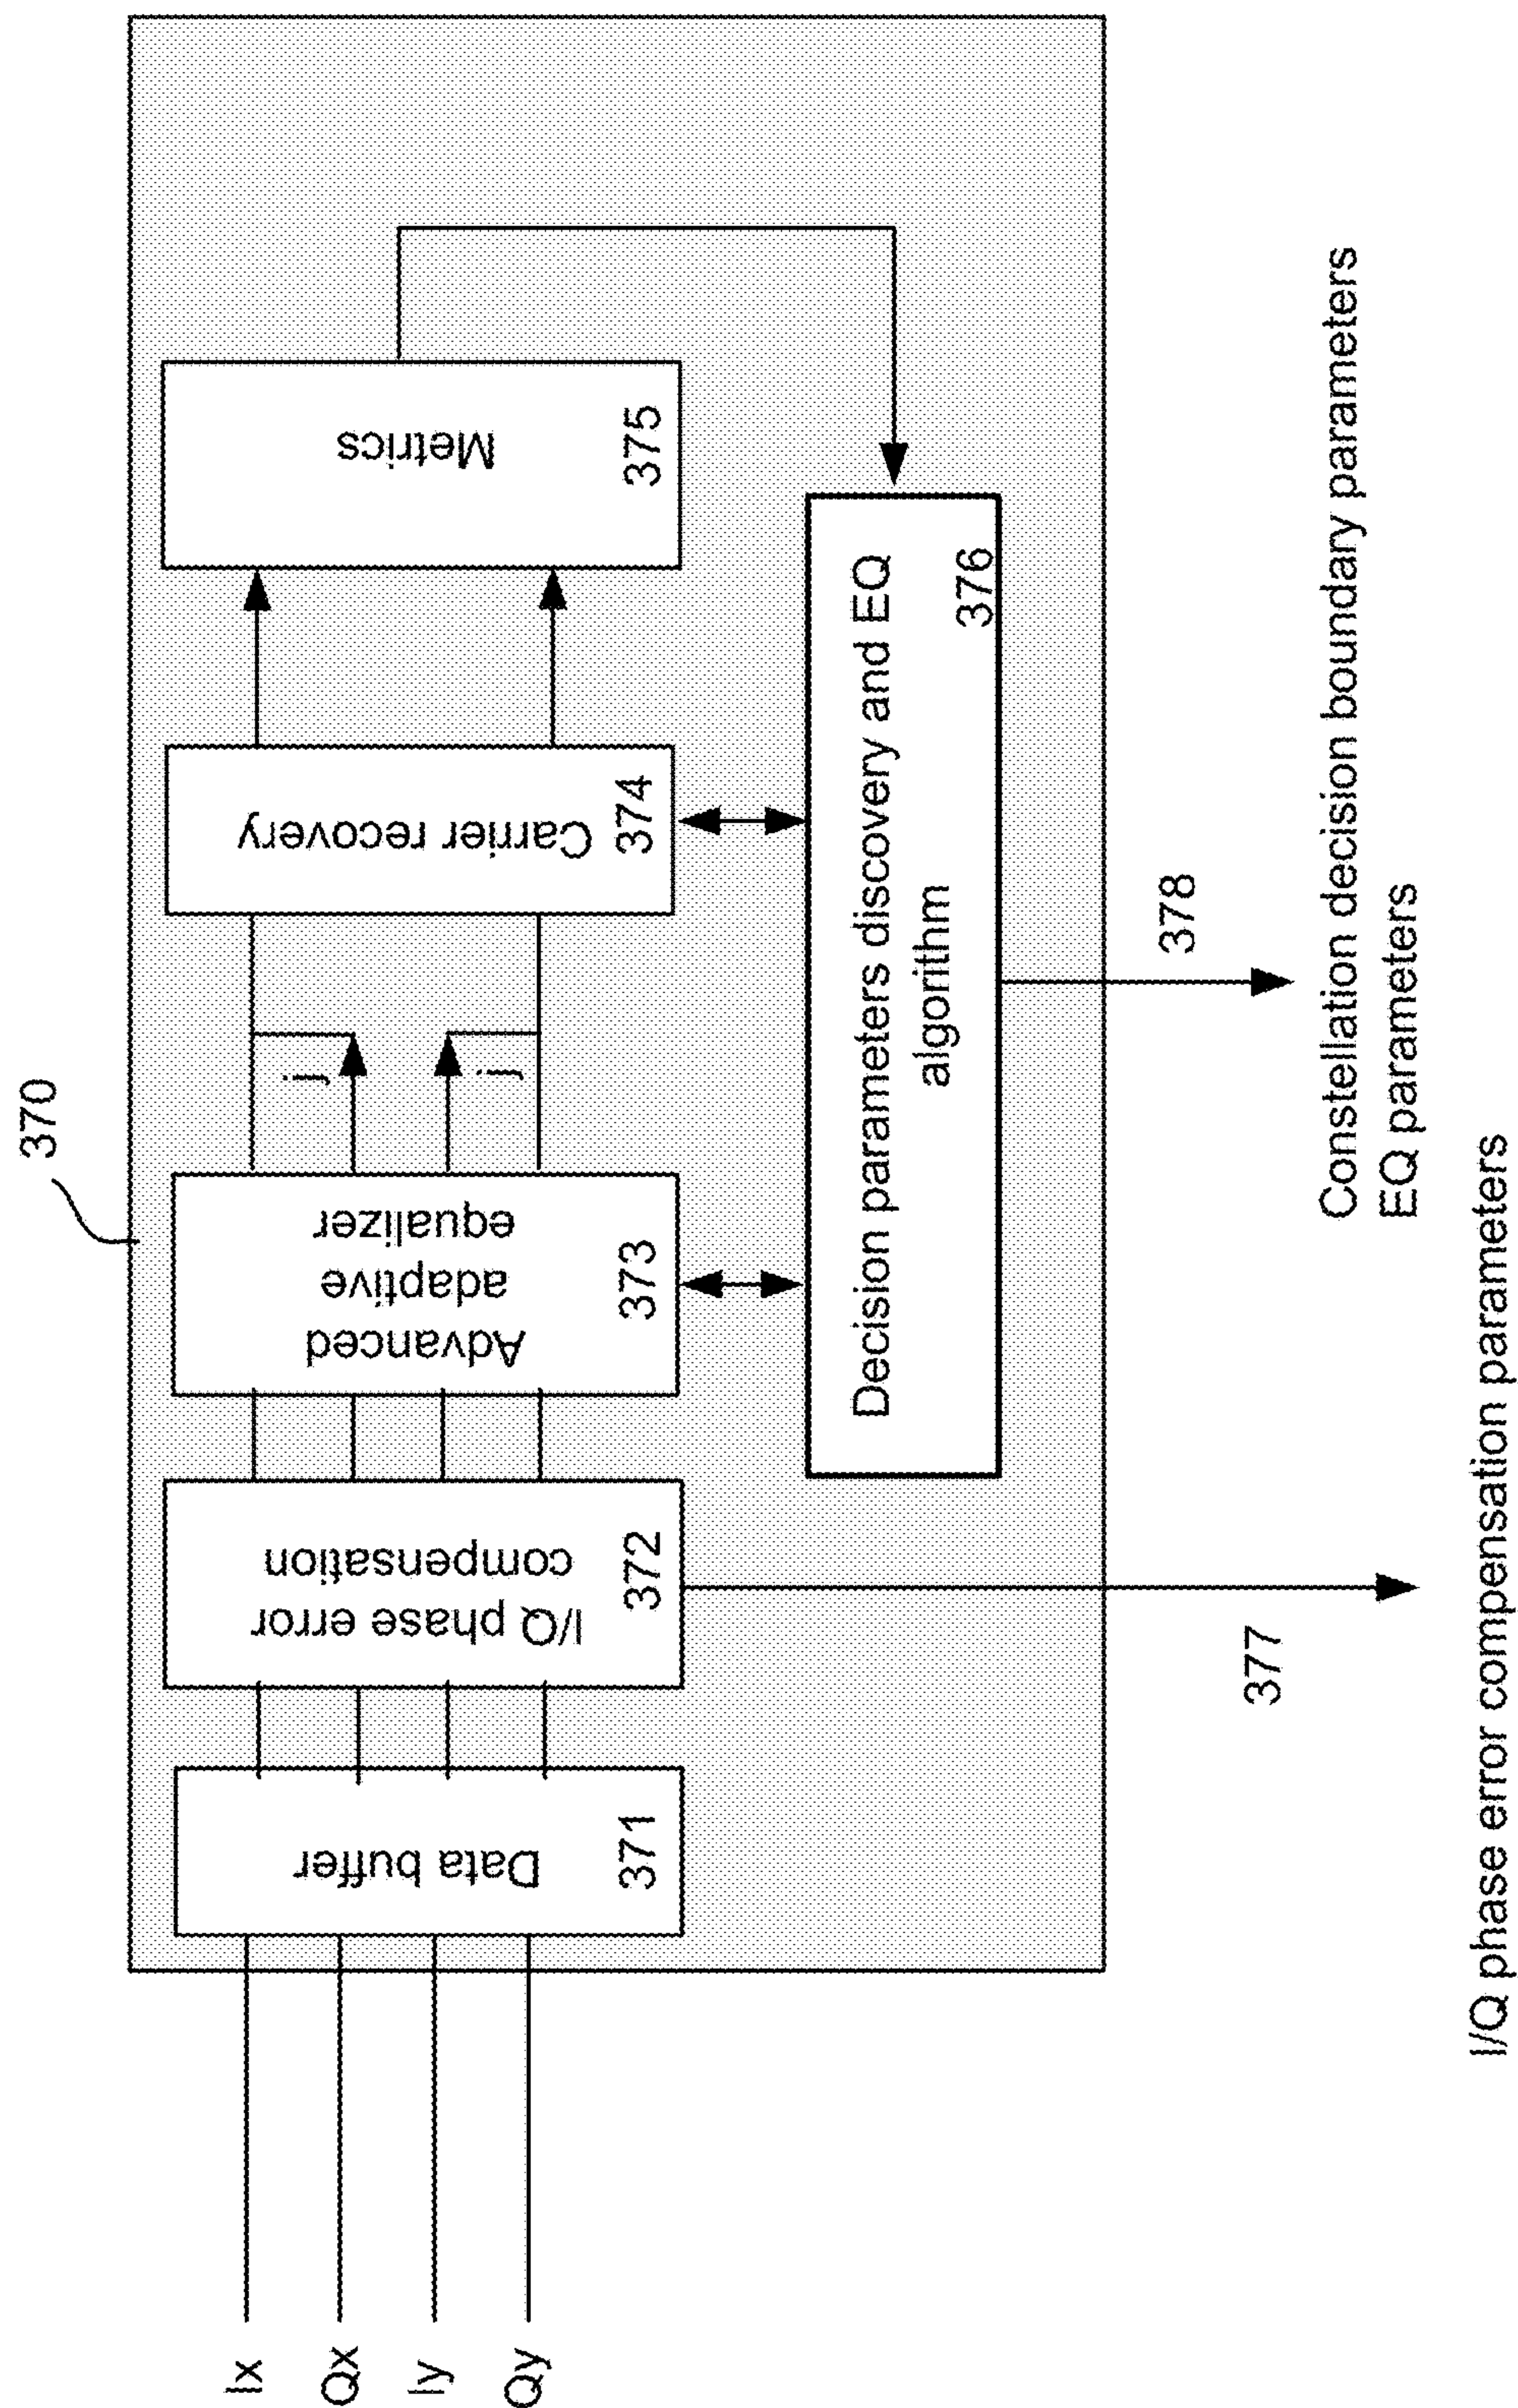 370
Ix
Qx
Iy
Qy
Data buffer
371
I/Q phase error
compensation
372
Advanced
adaptive
equalizer
373
j
j
Carrier recovery
374
Metrics
375
Decision parameters discovery and EQ
algorithm
376
377
378
Constellation decision boundary parameters
EQ parameters
I/Q phase error compensation parameters